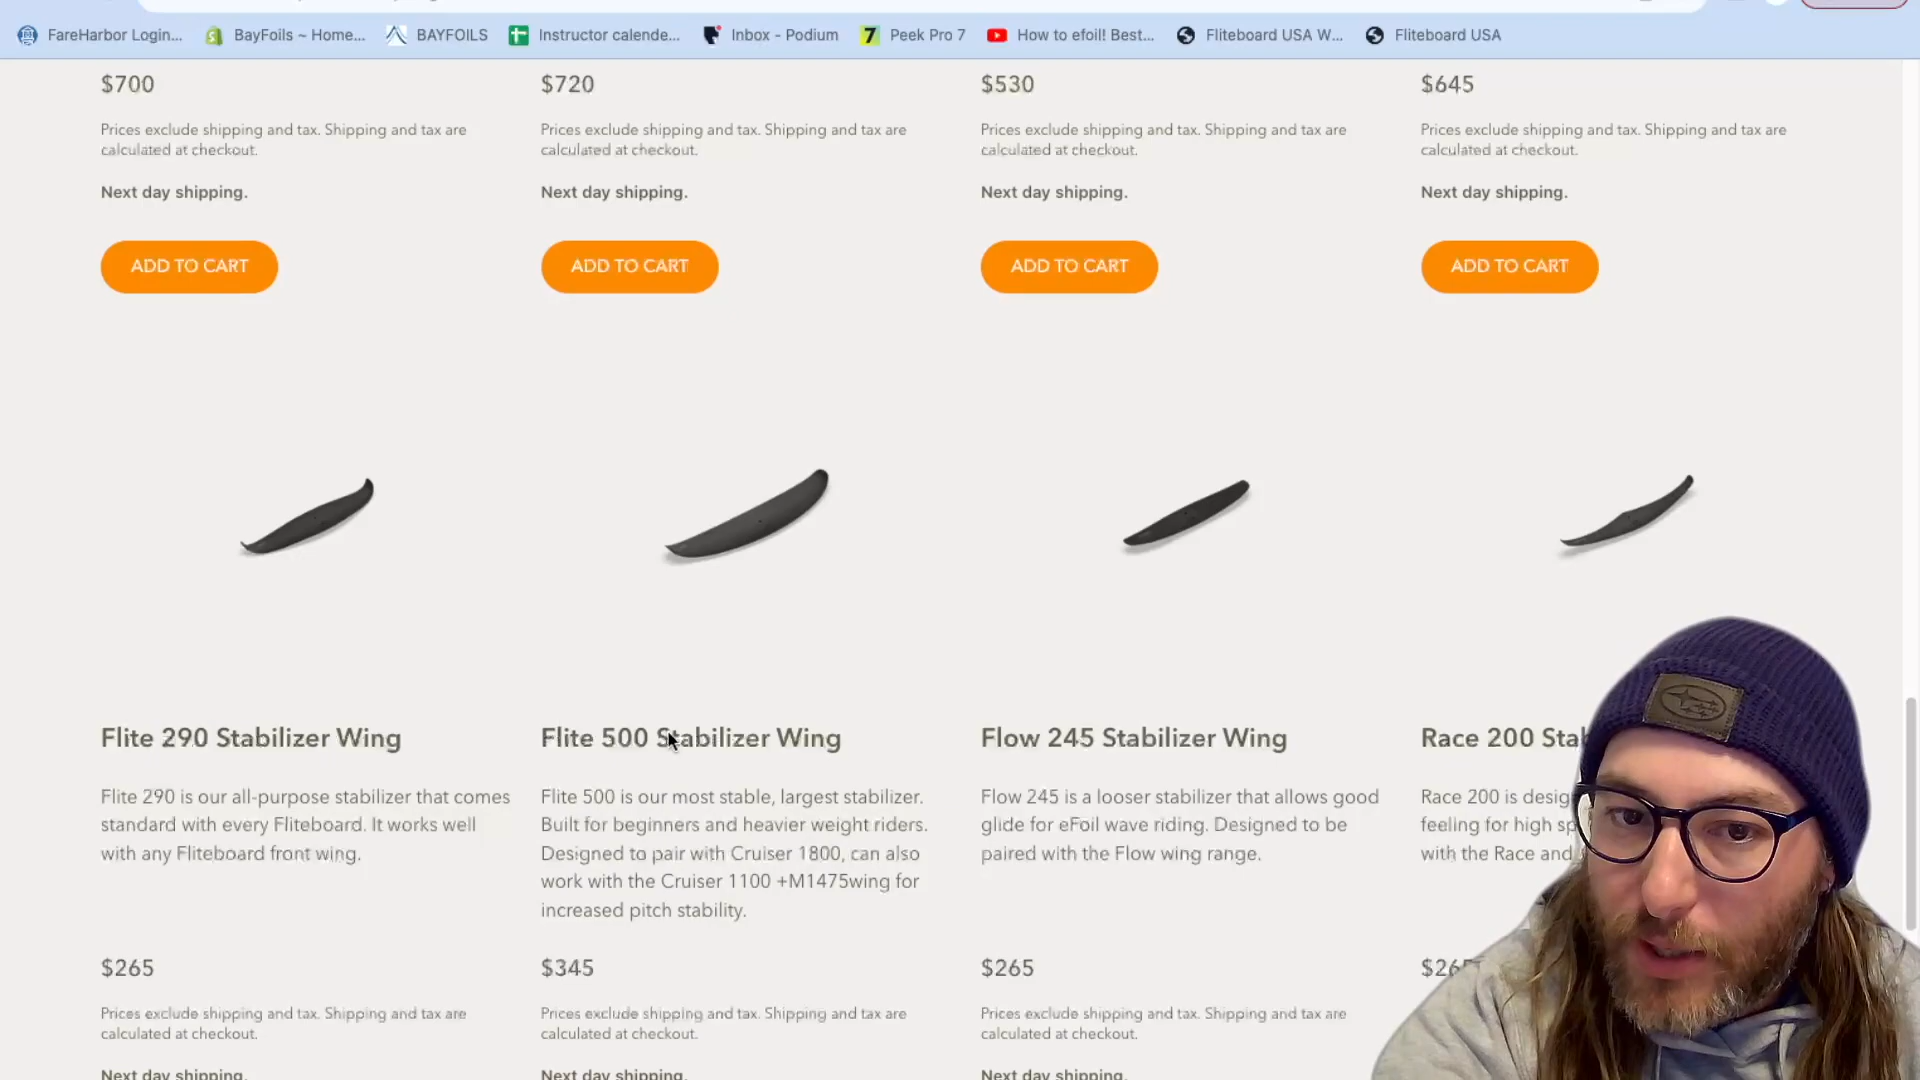 FareHarbor Login...
BayFoils ~ Home...
BAYFOILS
Instructor calende...
Inbox - Podium
Peek Pro 7
How to efoil! Best...
Fliteboard USA W...
Fliteboard USA
$700
Prices exclude shipping and tax. Shipping and tax are
calculated at checkout.
Next day shipping.
ADD TO CART
$720
Prices exclude shipping and tax. Shipping and tax are
calculated at checkout.
Next day shipping.
ADD TO CART
$530
Prices exclude shipping and tax. Shipping and tax are
calculated at checkout.
Next day shipping.
ADD TO CART
$645
Prices exclude shipping and tax. Shipping and tax are
calculated at checkout.
Next day shipping.
ADD TO CART
Flite 290 Stabilizer Wing
Flite 290 is our all-purpose stabilizer that comes
standard with every Fliteboard. It works well
with any Fliteboard front wing.
$265
Prices exclude shipping and tax. Shipping and tax are
calculated at checkout.
Next day shipping.
Flite 500 Stabilizer Wing
Flite 500 is our most stable, largest stabilizer.
Built for beginners and heavier weight riders.
Designed to pair with Cruiser 1800, can also
work with the Cruiser 1100 +M1475wing for
increased pitch stability.
$345
Prices exclude shipping and tax. Shipping and tax are
calculated at checkout.
Next day shipping.
Flow 245 Stabilizer Wing
Flow 245 is a looser stabilizer that allows good
glide for eFoil wave riding. Designed to be
paired with the Flow wing range.
$265
Prices exclude shipping and tax. Shipping and tax are
calculated at checkout.
Next day shipping.
Race 200
Race 200 is
feeling for high
with the Race and